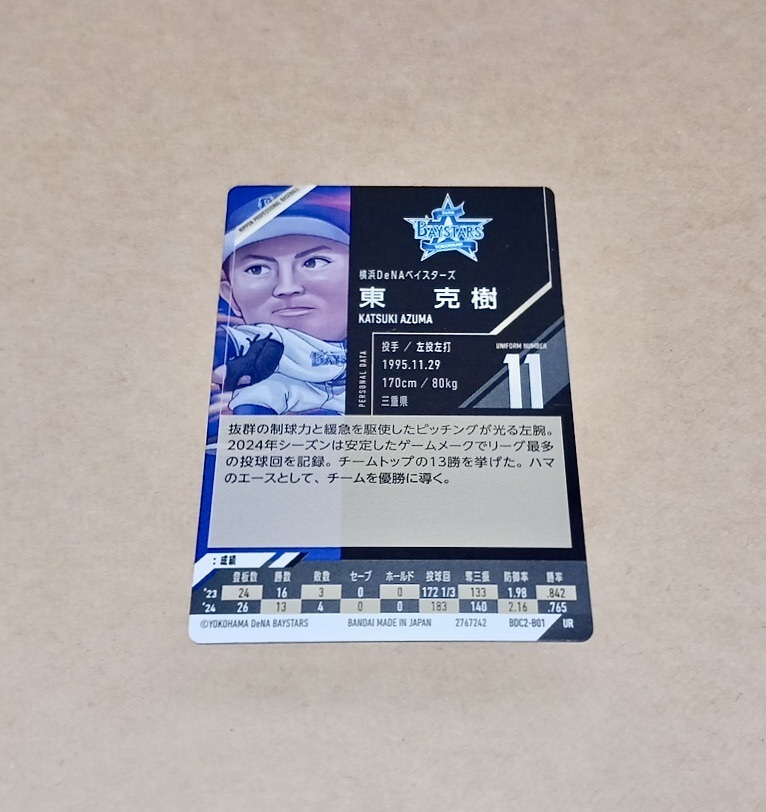 NIPPON PROFESSIONAL BASEBALL
DeNA
BAYSTARS
YOKOHAMA
横浜DeNAベイスターズ
東 克樹
KATSUKI AZUMA
PERSONAL DATA
投手 / 左投左打
1995.11.29
170cm / 80kg
三重県
UNIFORM NUMBER
11
抜群の制球力と緩急を駆使したピッチングが光る左腕。
2024年シーズンは安定したゲームメークでリーグ最多
の投球回を記録。チームトップの13勝を挙げた。ハマ
のエースとして、チームを優勝に導く。
:成績
登板数 勝数 敗数 セーブ ホールド 投球回 奪三振 防御率 勝率
'23 24 16 3 0 0 172 1/3 133 1.98 .842
'24 26 13 4 0 0 183 140 2.16 .765
©YOKOHAMA DeNA BAYSTARS BANDAI MADE IN JAPAN 2767242 BDC2-B01 UR